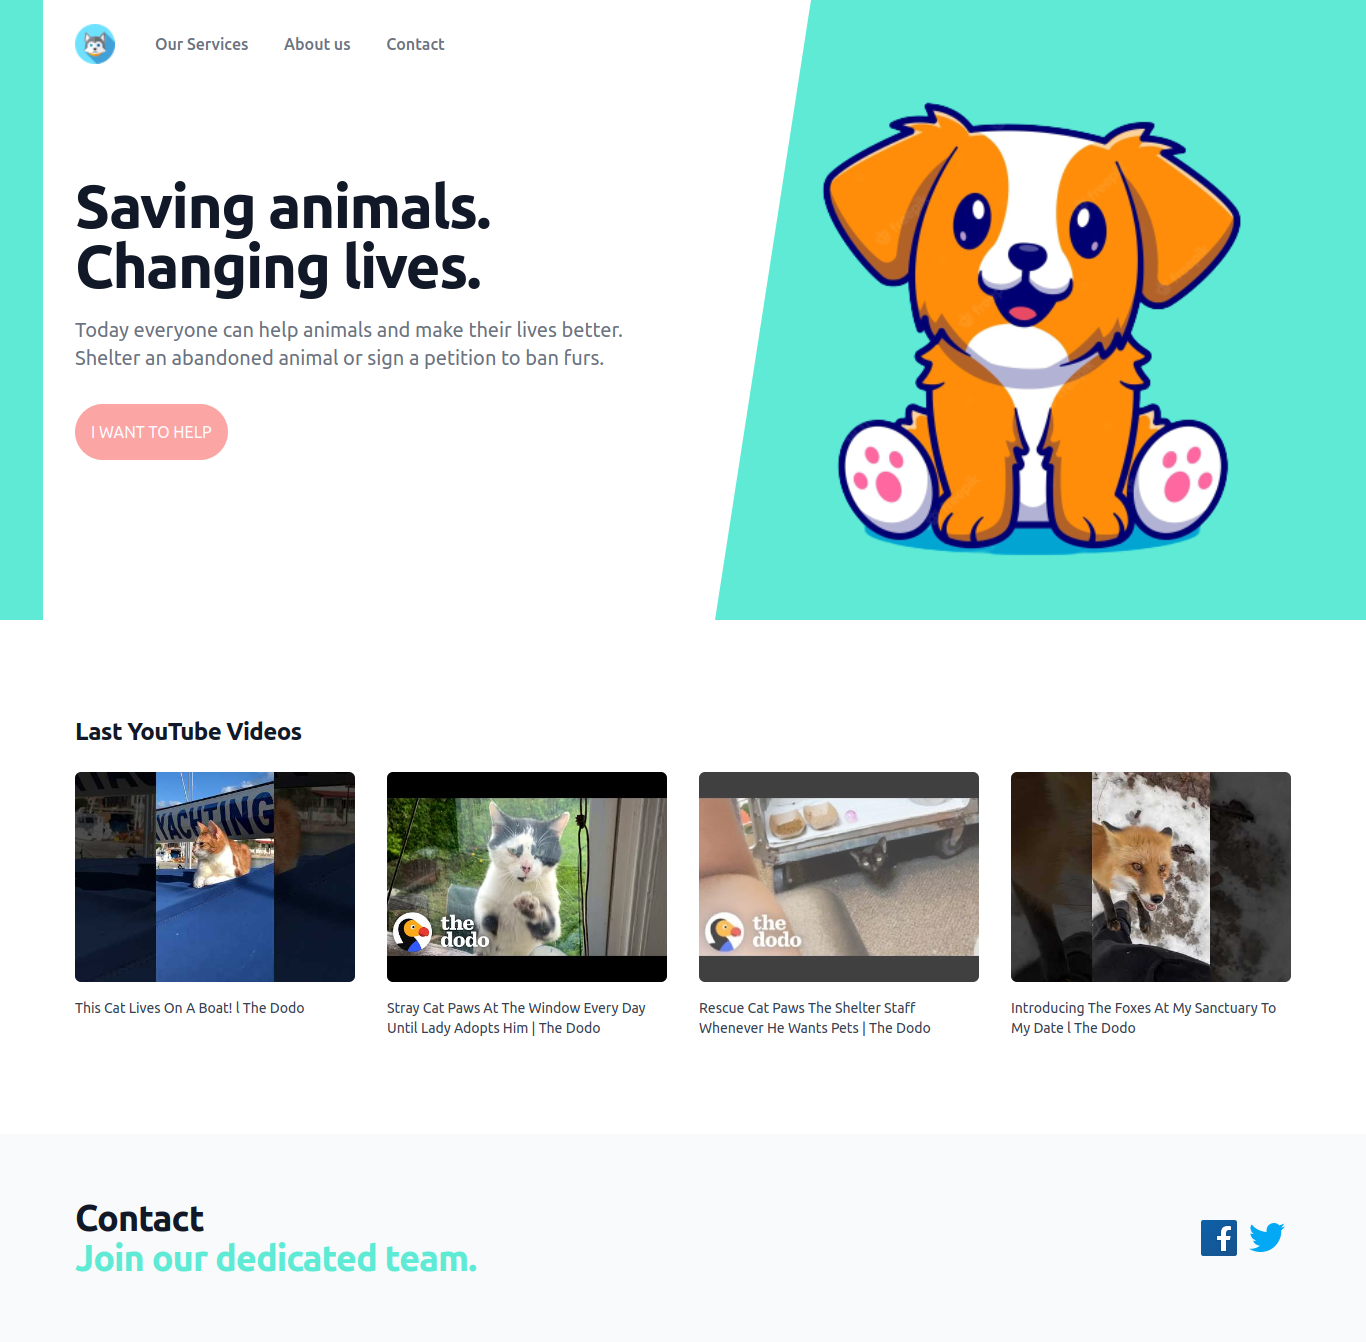 Our Services
About us
Contact
Saving animals.
Changing lives.
Today everyone can help animals and make their lives better.
Shelter an abandoned animal or sign a petition to ban furs.
I WANT TO HELP
Last YouTube Videos
YACHTING
the
dodo
the
dodo
This Cat Lives On A Boat! l The Dodo
Stray Cat Paws At The Window Every Day
Until Lady Adopts Him | The Dodo
Rescue Cat Paws The Shelter Staff
Whenever He Wants Pets | The Dodo
Introducing The Foxes At My Sanctuary To
My Date l The Dodo
Contact
Join our dedicated team.